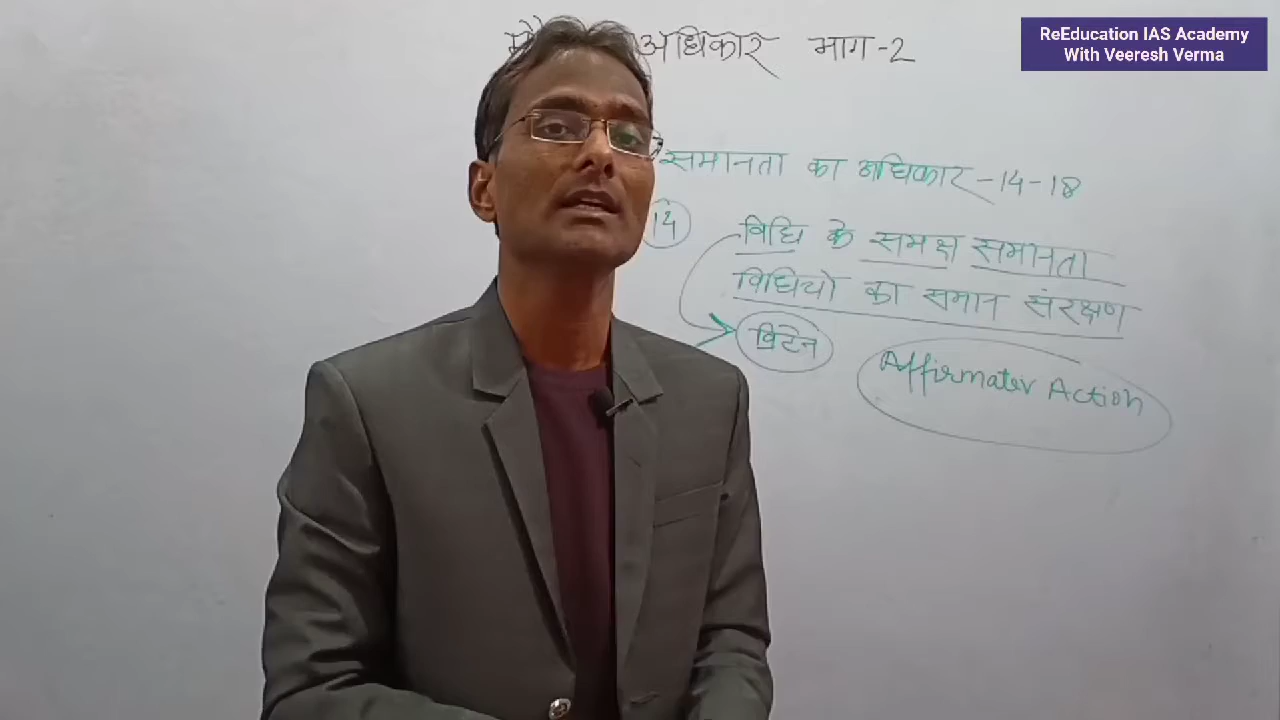 ReEducation IAS Academy
With Veeresh Verma
अधिकार भाग-2
समानता का अधिकार-14-18
14
विधि के समक्ष समानता
विधियो का समान संरक्षण
ब्रिटेन
Affirmater Action